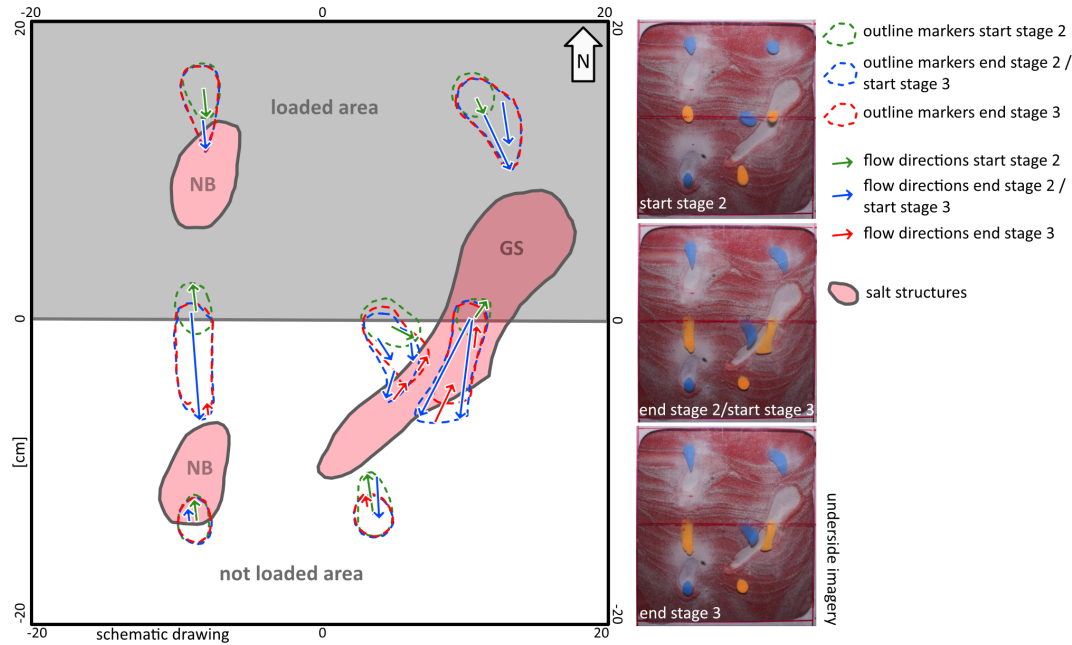 -20
0
20
20
N
loaded area
NB
GS
0
0
[cm]
NB
not loaded area
-20
-20
-20
schematic drawing
0
20
start stage 2
end stage 2/start stage 3
end stage 3
outline markers start stage 2
outline markers end stage 2 /
start stage 3
outline markers end stage 3
flow directions start stage 2
flow directions end stage 2 /
start stage 3
flow directions end stage 3
salt structures
underside imagery